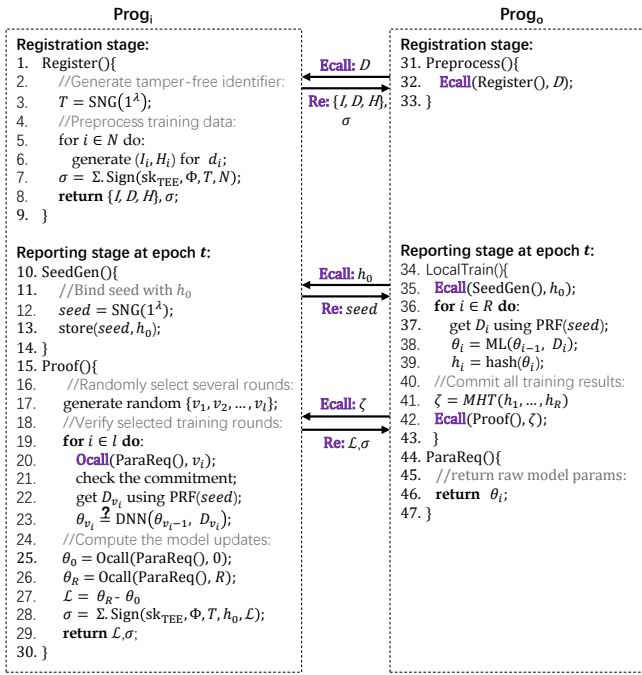 Prog_i
Registration stage:
1. Register(){
2. //Generate tamper-free identifier:
3. T = SNG(1^λ);
4. //Preprocess training data:
5. for i ∈ N do:
6. generate (I_i, H_i) for d_i;
7. σ = Σ.Sign(sk_TEE, Φ, T, N);
8. return {I, D, H}, σ;
9. }
Reporting stage at epoch t:
10. SeedGen(){
11. //Bind seed with h_0
12. seed = SNG(1^λ);
13. store(seed, h_0);
14. }
15. Proof(){
16. //Randomly select several rounds:
17. generate random {v_1, v_2, ..., v_l};
18. //Verify selected training rounds:
19. for i ∈ l do:
20. Ocall(ParaReq(), v_i);
21. check the commitment;
22. get D_{v_i} using PRF(seed);
23. θ_{v_i} ≟ DNN(θ_{v_i−1}, D_{v_i});
24. //Compute the model updates:
25. θ_0 = Ocall(ParaReq(), 0);
26. θ_R = Ocall(ParaReq(), R);
27. ℒ = θ_R - θ_0
28. σ = Σ.Sign(sk_TEE, Φ, T, h_0, ℒ);
29. return ℒ, σ;
30. }
Ecall: D
Re: {I, D, H},
σ
Ecall: h_0
Re: seed
Ecall: ζ
Re: ℒ,σ
Prog_o
Registration stage:
31. Preprocess(){
32. Ecall(Register(), D);
33. }
Reporting stage at epoch t:
34. LocalTrain(){
35. Ecall(SeedGen(), h_0);
36. for i ∈ R do:
37. get D_i using PRF(seed);
38. θ_i = ML(θ_{i−1}, D_i);
39. h_i = hash(θ_i);
40. //Commit all training results:
41. ζ = MHT(h_1, ..., h_R)
42. Ecall(Proof(), ζ);
43. }
44. ParaReq(){
45. //return raw model params:
46. return θ_i;
47. }